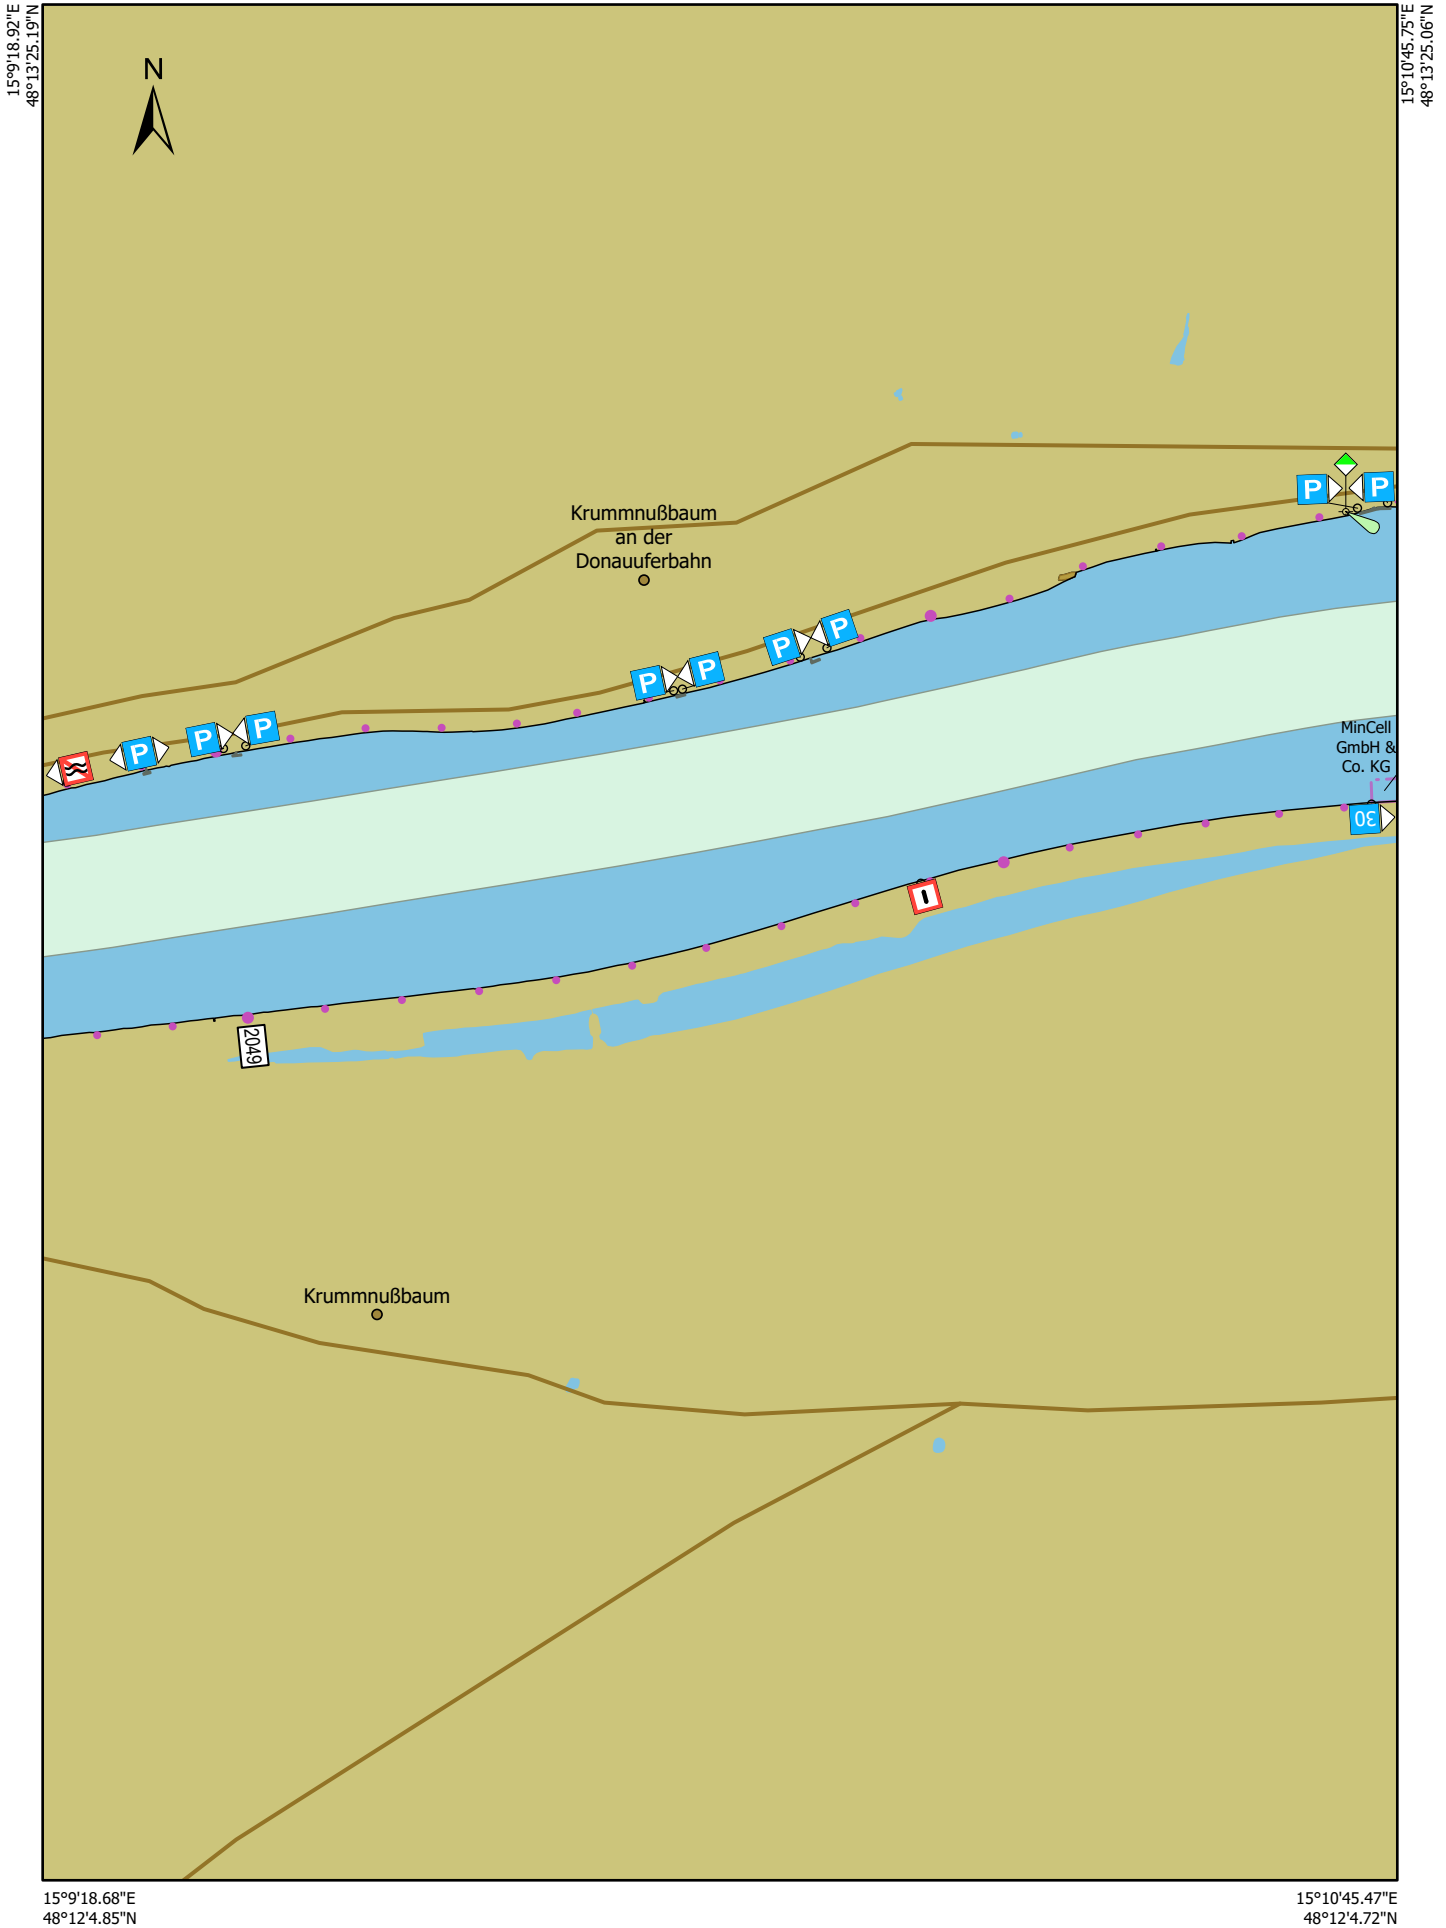 15°9'18.92"E
48°13'25.19"N
15°10'45.75"E
48°13'25.06"N
N
P
P
Krummnußbaum
an der
Donauuferbahn
P
P
P
P
P
P
P
MinCell
GmbH &
Co. KG
30
2049
Krummnußbaum
15°9'18.68"E
48°12'4.85"N
15°10'45.47"E
48°12'4.72"N